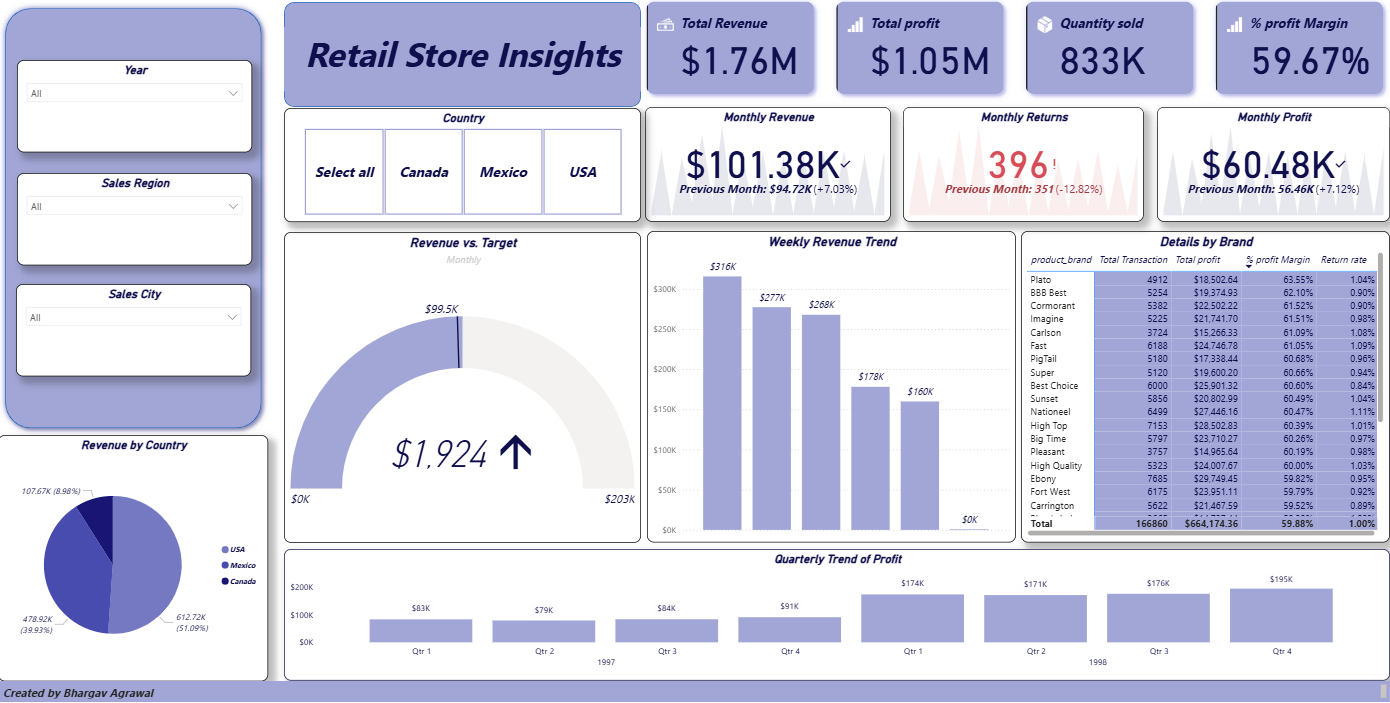 Retail Store Insights
Total Revenue
$1.76M
Total profit
$1.05M
Quantity sold
833K
% profit Margin
59.67%
Year
All
Sales Region
All
Sales City
All
Country
Select all
Canada
Mexico
USA
Monthly Revenue
$101.38K
Previous Month: $94.72K (+7.03%)
Monthly Returns
396!
Previous Month: 351 (-12.82%)
Monthly Profit
$60.48K
Previous Month: 56.46K (+7.12%)
Revenue vs. Target
Monthly
$99.5K
$1,924
$0K
$203K
Weekly Revenue Trend
$300K
$250K
$200K
$150K
$100K
$50K
$0K
$316K
$277K
$268K
$178K
$160K
$0K
Details by Brand
product_brand Total Transaction Total profit % profit Margin Return rate
Plato 4912 $18,502.64 63.55% 1.04%
BBB Best 5254 $19,374.93 62.10% 0.90%
Cormorant 5382 $22,502.22 61.52% 0.90%
Imagine 5225 $21,741.70 61.51% 0.98%
Carlson 3724 $15,266.33 61.09% 1.08%
Fast 6188 $24,746.78 61.05% 1.09%
PigTail 5180 $17,338.44 60.68% 0.96%
Super 5120 $19,600.20 60.66% 0.94%
Best Choice 6000 $25,901.32 60.60% 0.84%
Sunset 5856 $20,802.99 60.49% 1.04%
Nationeel 6499 $27,446.16 60.47% 1.11%
High Top 7153 $28,502.83 60.39% 1.01%
Big Time 5797 $23,710.27 60.26% 0.97%
Pleasant 3757 $14,965.64 60.19% 0.98%
High Quality 5323 $24,007.67 60.00% 1.03%
Ebony 7685 $29,749.45 59.82% 0.95%
Fort West 6175 $23,951.11 59.79% 0.92%
Carrington 5622 $21,467.59 59.52% 0.89%
Total 166860 $664,174.36 59.88% 1.00%
Revenue by Country
107.67K (8.98%)
478.92K
(39.93%)
612.72K
(51.09%)
USA
Mexico
Canada
Quarterly Trend of Profit
$200K
$100K
$0K
$83K
$79K
$84K
$91K
$174K
$171K
$176K
$195K
Qtr 1
Qtr 2
Qtr 3
Qtr 4
Qtr 1
Qtr 2
Qtr 3
Qtr 4
1997
1998
Created by Bhargav Agrawal